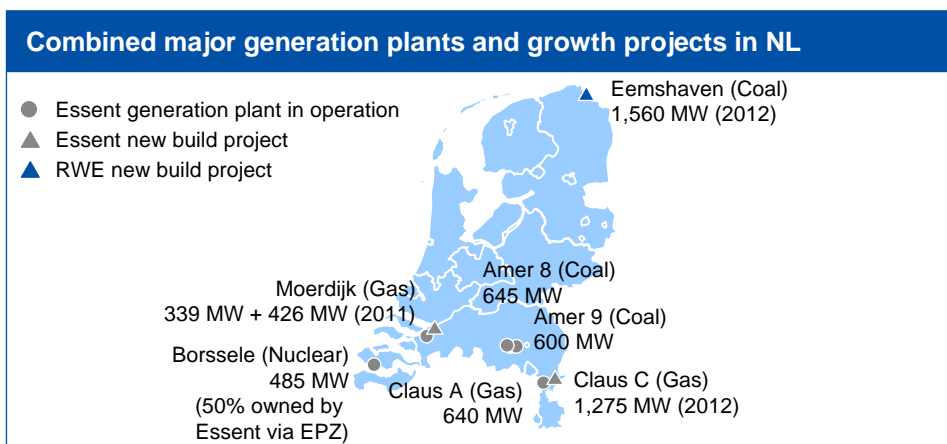 Combined major generation plants and growth projects in NL
Essent generation plant in operation
Essent new build project
RWE new build project
Eemshaven (Coal)
1,560 MW (2012)
Amer 8 (Coal)
645 MW
Moerdijk (Gas)
339 MW + 426 MW (2011)
Amer 9 (Coal)
600 MW
Borssele (Nuclear)
485 MW
(50% owned by
Essent via EPZ)
Claus A (Gas)
640 MW
Claus C (Gas)
1,275 MW (2012)